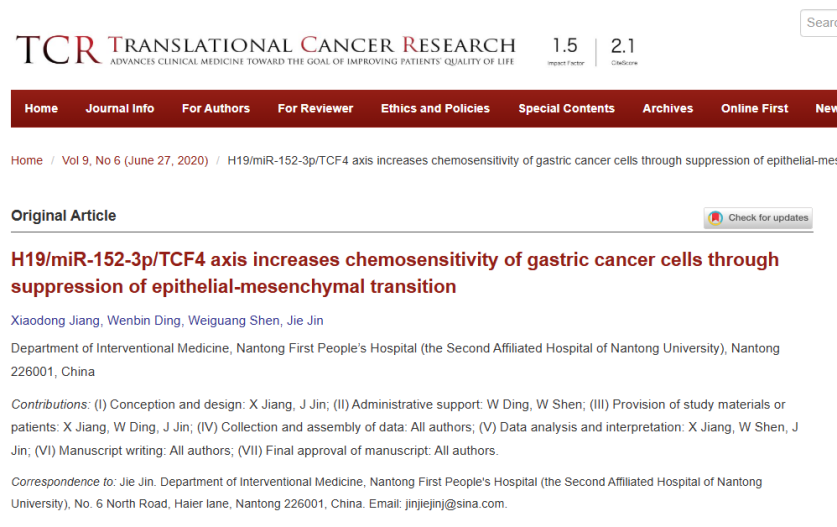 Searc
TCR TRANSLATIONAL CANCER RESEARCH 1.5 2.1
ADVANCES CLINICAL MEDICINE TOWARD THE GOAL OF IMPROVING PATIENTS' QUALITY OF LIFE Impact Factor CiteScore
Home Journal Info For Authors For Reviewer Ethics and Policies Special Contents Archives Online First New
Home / Vol 9, No 6 (June 27, 2020) / H19/miR-152-3p/TCF4 axis increases chemosensitivity of gastric cancer cells through suppression of epithelial-mes
Original Article Check for updates
H19/miR-152-3p/TCF4 axis increases chemosensitivity of gastric cancer cells through
suppression of epithelial-mesenchymal transition
Xiaodong Jiang, Wenbin Ding, Weiguang Shen, Jie Jin
Department of Interventional Medicine, Nantong First People's Hospital (the Second Affiliated Hospital of Nantong University), Nantong
226001, China
Contributions: (I) Conception and design: X Jiang, J Jin; (II) Administrative support: W Ding, W Shen; (III) Provision of study materials or
patients: X Jiang, W Ding, J Jin; (IV) Collection and assembly of data: All authors; (V) Data analysis and interpretation: X Jiang, W Shen, J
Jin; (VI) Manuscript writing: All authors; (VII) Final approval of manuscript: All authors.
Correspondence to: Jie Jin. Department of Interventional Medicine, Nantong First People's Hospital (the Second Affiliated Hospital of Nantong
University), No. 6 North Road, Haier lane, Nantong 226001, China. Email: jinjiejinj@sina.com.